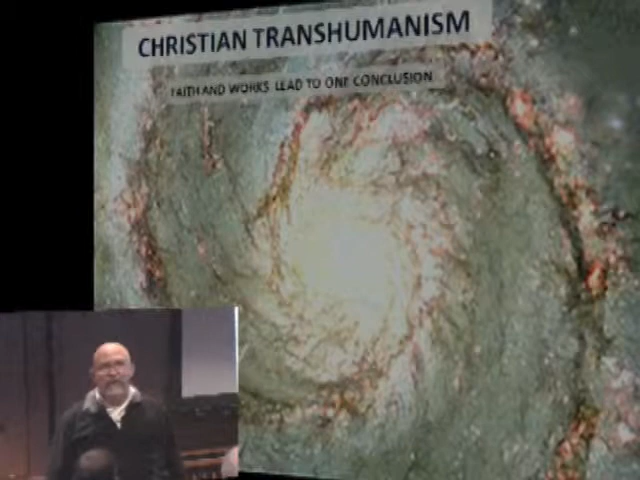 CHRISTIAN TRANSHUMANISM
FAITH AND WORKS LEAD TO ONE CONCLUSION